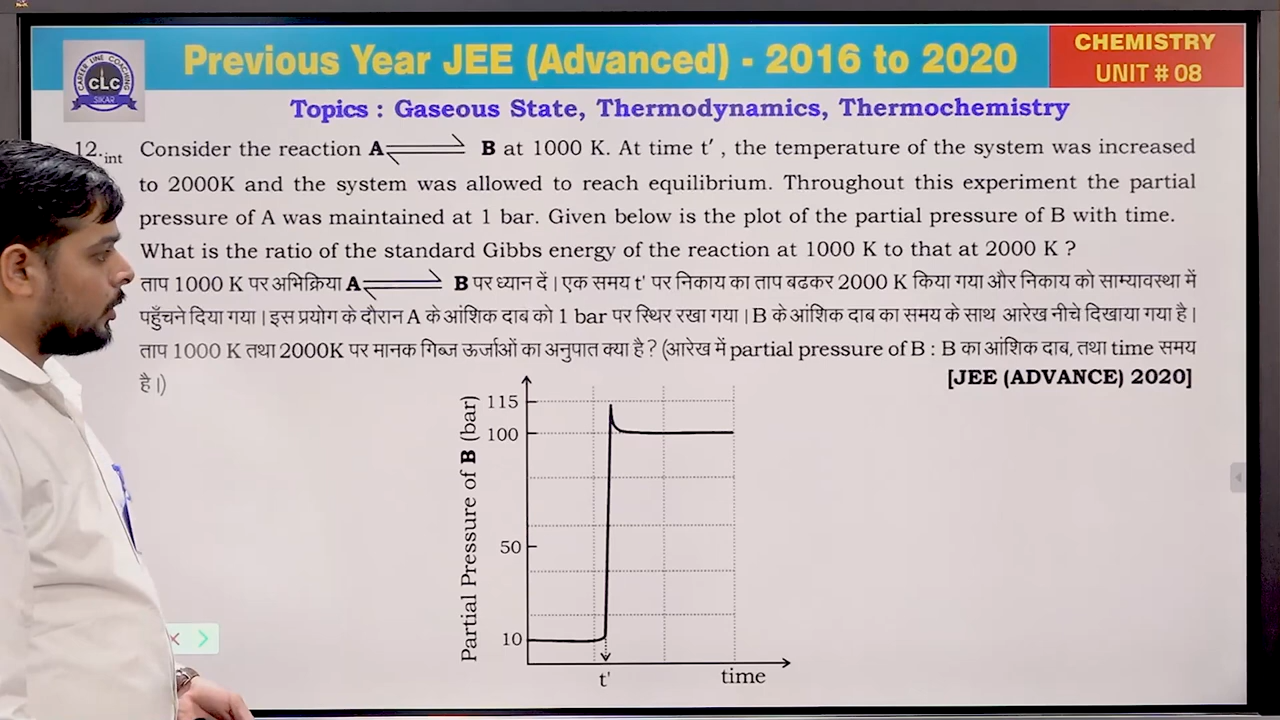 Previous Year JEE (Advanced) - 2016 to 2020
CHEMISTRY
UNIT # 08
CAREER LINE COACHING
CLC
SIKAR
Topics : Gaseous State, Thermodynamics, Thermochemistry
12.int Consider the reaction A ⇌ B at 1000 K. At time t′ , the temperature of the system was increased
to 2000K and the system was allowed to reach equilibrium. Throughout this experiment the partial
pressure of A was maintained at 1 bar. Given below is the plot of the partial pressure of B with time.
What is the ratio of the standard Gibbs energy of the reaction at 1000 K to that at 2000 K ?
ताप 1000 K पर अभिक्रिया A ⇌ B पर ध्यान दें। एक समय t' पर निकाय का ताप बढकर 2000 K किया गया और निकाय को साम्यावस्था में
पहुँचने दिया गया। इस प्रयोग के दौरान A के आंशिक दाब को 1 bar पर स्थिर रखा गया। B के आंशिक दाब का समय के साथ आरेख नीचे दिखाया गया है।
ताप 1000 K तथा 2000K पर मानक गिब्ज ऊर्जाओं का अनुपात क्या है? (आरेख में partial pressure of B : B का आंशिक दाब, तथा time समय
है।)
[JEE (ADVANCE) 2020]
Partial Pressure of B (bar)
115
100
50
10
t'
time